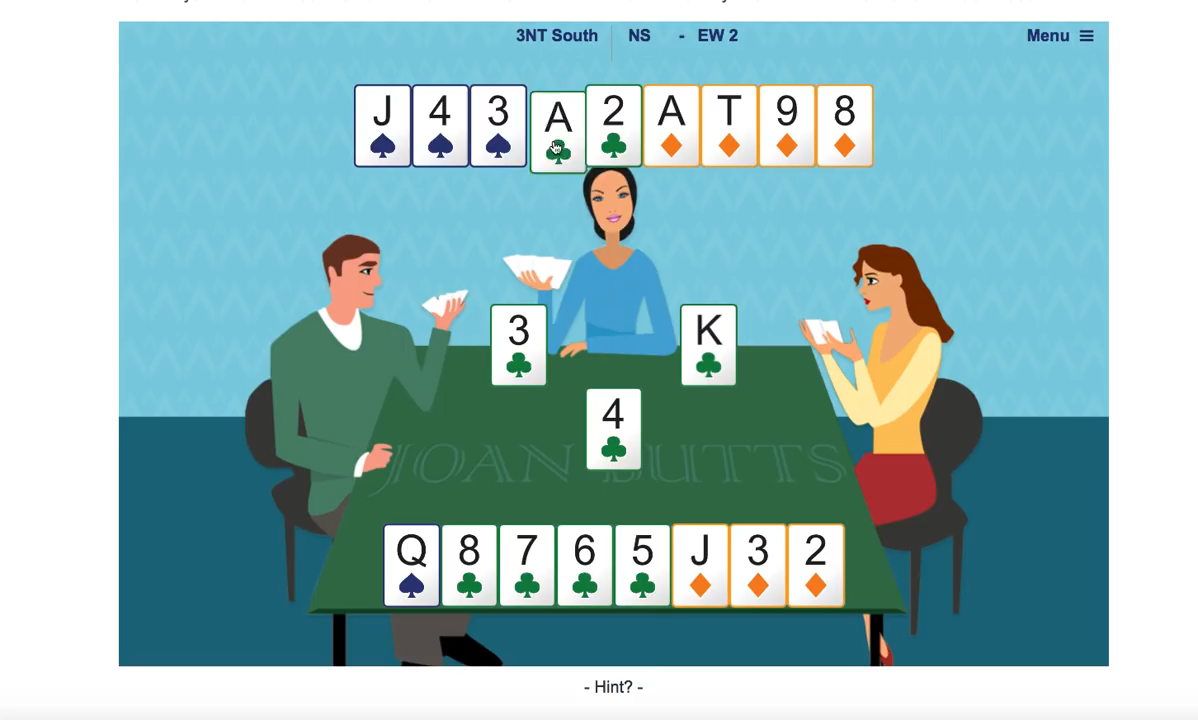 3NT South NS - EW 2 Menu
J 4 3 A 2 A T 9 8
3 K
4
JOAN BUTTS
Q 8 7 6 5 J 3 2
- Hint? -